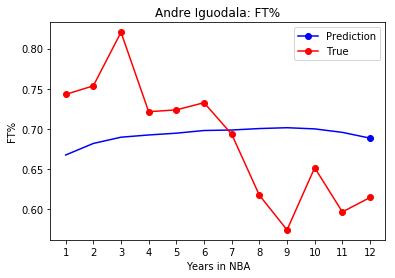 Andre Iguodala: FT%
Prediction
True
FT%
0.80
0.75
0.70
0.65
0.60
1 2 3 4 5 6 7 8 9 10 11 12
Years in NBA